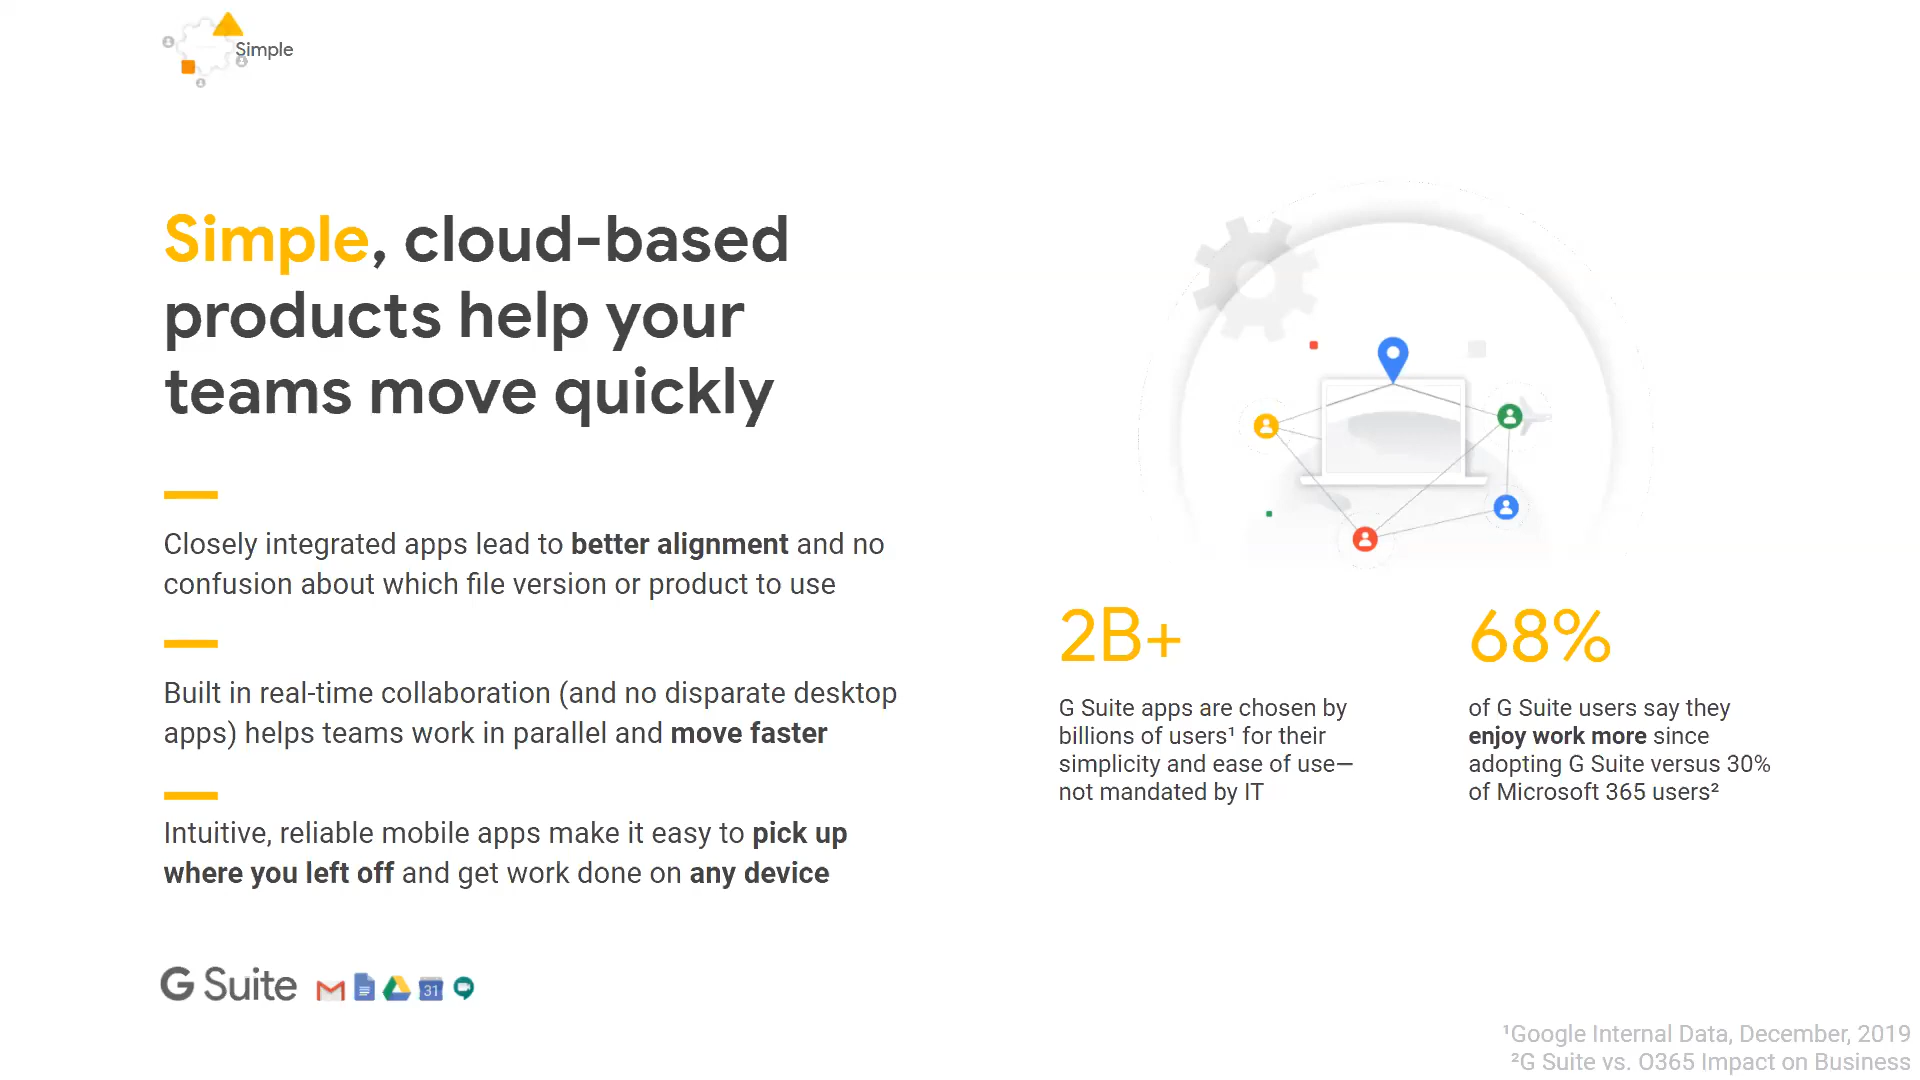 Simple
Simple, cloud-based
products help your
teams move quickly
Closely integrated apps lead to better alignment and no
confusion about which file version or product to use
Built in real-time collaboration (and no disparate desktop
apps) helps teams work in parallel and move faster
Intuitive, reliable mobile apps make it easy to pick up
where you left off and get work done on any device
2B+
G Suite apps are chosen by
billions of users¹ for their
simplicity and ease of use—
not mandated by IT
68%
of G Suite users say they
enjoy work more since
adopting G Suite versus 30%
of Microsoft 365 users²
G Suite
31
¹Google Internal Data, December, 2019
²G Suite vs. O365 Impact on Business